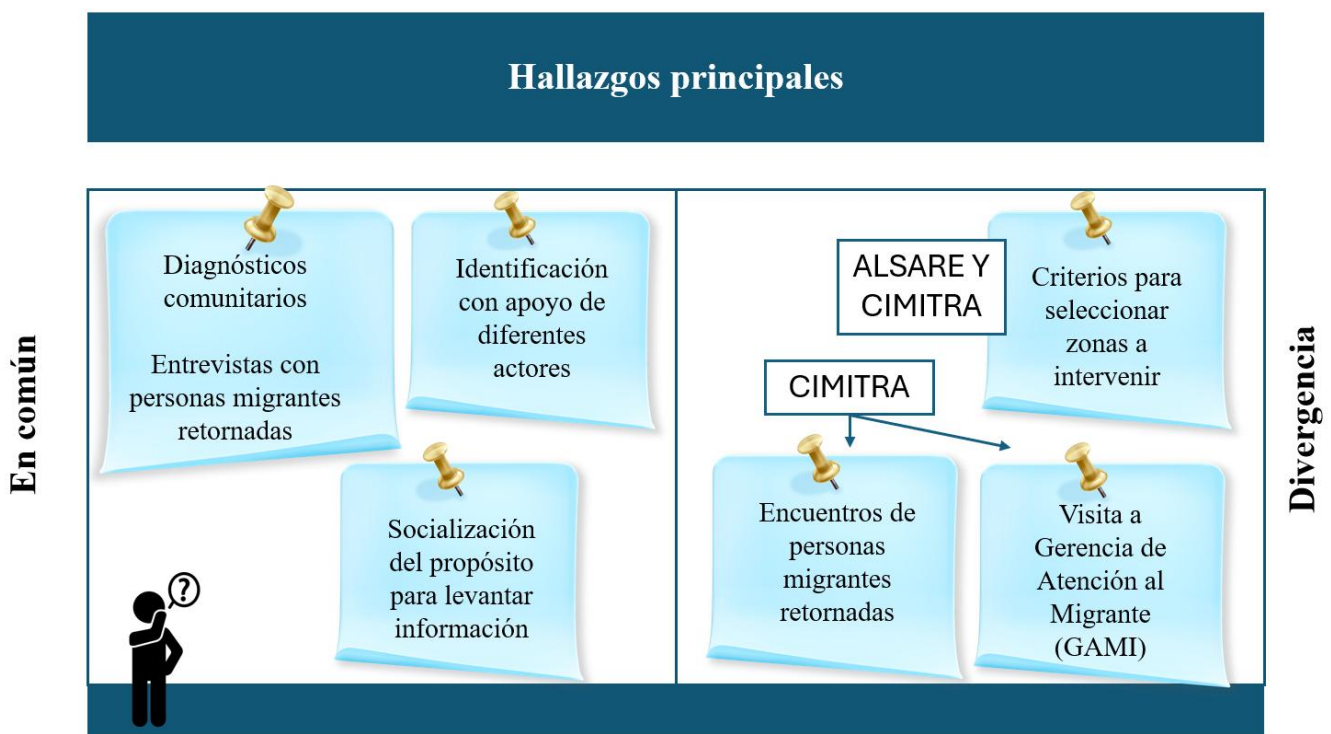 Hallazgos principales
En común
Diagnósticos
comunitarios
Entrevistas con
personas migrantes
retornadas
Identificación
con apoyo de
diferentes
actores
Socialización
del propósito
para levantar
información
?
ALSARE Y
CIMITRA
Criterios para
seleccionar
zonas a
intervenir
CIMITRA
Encuentros de
personas
migrantes
retornadas
Visita a
Gerencia de
Atención al
Migrante
(GAMI)
Divergencia